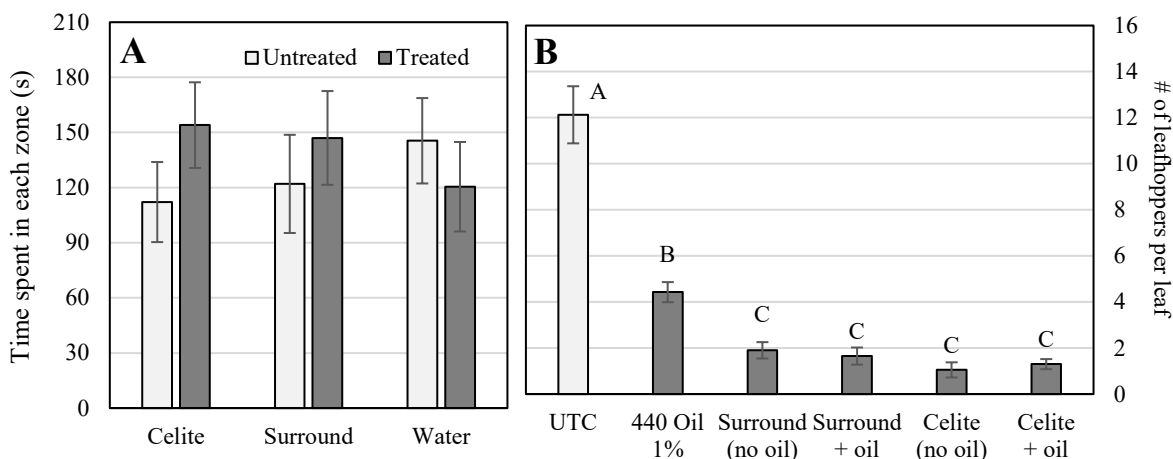 A
Untreated
Treated
Time spent in each zone (s)
210
180
150
120
90
60
30
0
Celite
Surround
Water
B
A
B
C
C
C
C
16
14
12
10
8
6
4
2
0
# of leafhoppers per leaf
UTC
440 Oil
1%
Surround
(no oil)
Surround
+ oil
Celite
(no oil)
Celite
+ oil